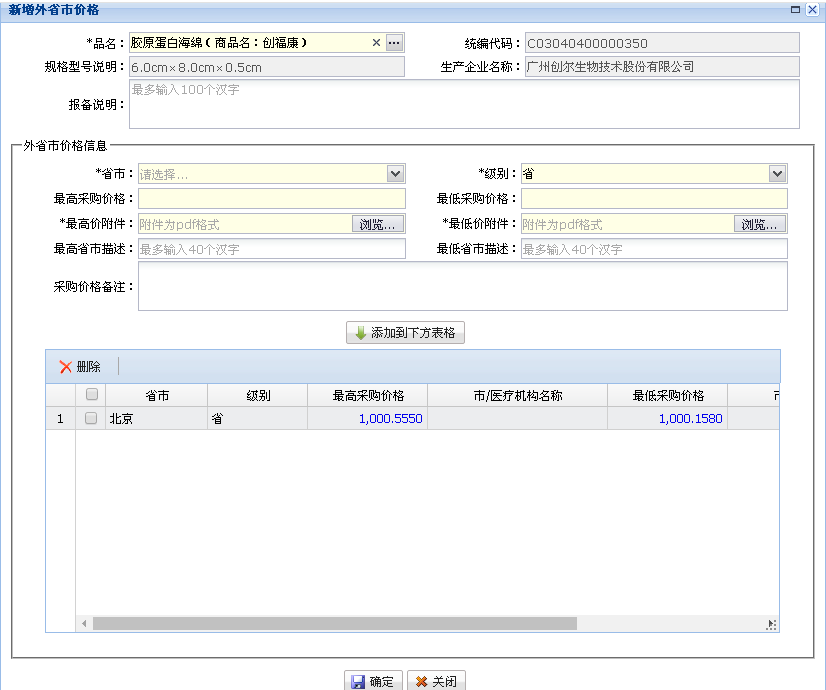 新增外省市价格
*品名： 胶原蛋白海绵（商品名：创福康） 统编代码： C03040400000350
规格型号说明： 6.0cm×8.0cm×0.5cm 生产企业名称： 广州创尔生物技术股份有限公司
报备说明： 最多输入100个汉字
外省市价格信息
*省市： 请选择... *级别： 省
最高采购价格： 最低采购价格：
*最高价附件： 附件为pdf格式 浏览... *最低价附件： 附件为pdf格式 浏览...
最高省市描述： 最多输入40个汉字 最低省市描述： 最多输入40个汉字
采购价格备注：
添加到下方表格
删除
省市 级别 最高采购价格 市/医疗机构名称 最低采购价格
1 北京 省 1,000.5550 1,000.1580
确定 关闭